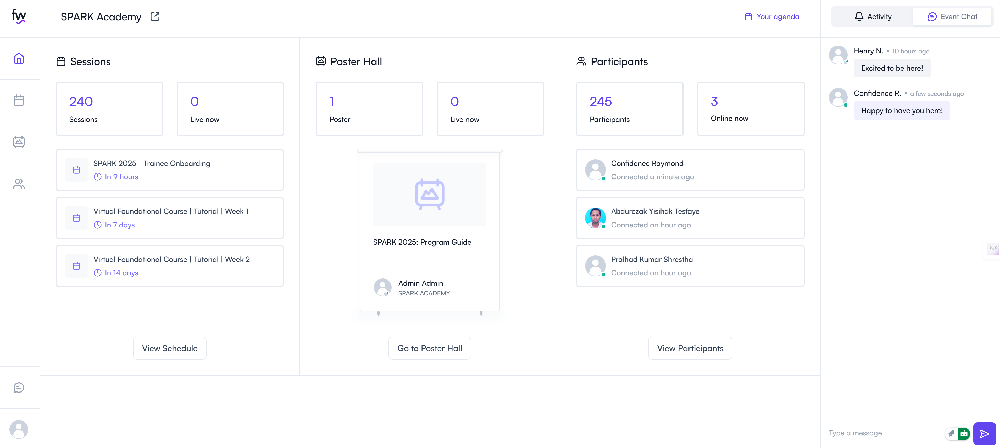 fw
SPARK Academy
Your agenda
Activity
Event Chat
Sessions
240
Sessions
0
Live now
SPARK 2025 - Trainee Onboarding
In 9 hours
Virtual Foundational Course | Tutorial | Week 1
In 7 days
Virtual Foundational Course | Tutorial | Week 2
In 14 days
View Schedule
Poster Hall
1
Poster
0
Live now
SPARK 2025: Program Guide
Admin Admin
SPARK ACADEMY
Go to Poster Hall
Participants
245
Participants
3
Online now
Confidence Raymond
Connected a minute ago
Abdurezak Yisihak Tesfaye
Connected an hour ago
Pralhad Kumar Shrestha
Connected an hour ago
View Participants
Henry N. • 10 hours ago
Excited to be here!
Confidence R. • a few seconds ago
Happy to have you here!
Type a message